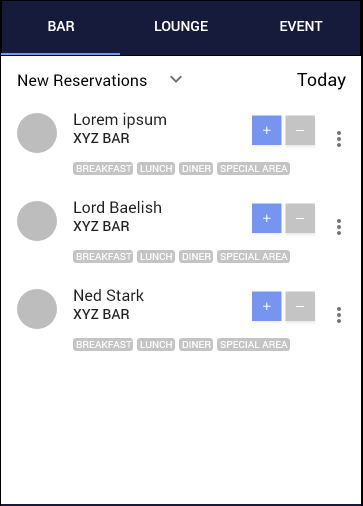 BAR LOUNGE EVENT
New Reservations Today
Lorem ipsum
XYZ BAR
+ −
BREAKFAST LUNCH DINER SPECIAL AREA
Lord Baelish
XYZ BAR
+ −
BREAKFAST LUNCH DINER SPECIAL AREA
Ned Stark
XYZ BAR
+ −
BREAKFAST LUNCH DINER SPECIAL AREA